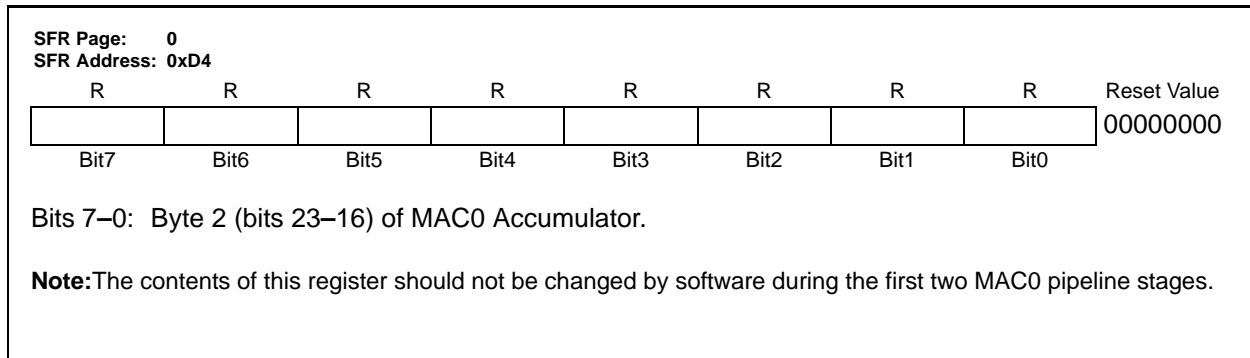 SFR Page: 0
SFR Address: 0xD4
R R R R R R R R Reset Value
00000000
Bit7 Bit6 Bit5 Bit4 Bit3 Bit2 Bit1 Bit0
Bits 7–0: Byte 2 (bits 23–16) of MAC0 Accumulator.
Note:The contents of this register should not be changed by software during the first two MAC0 pipeline stages.